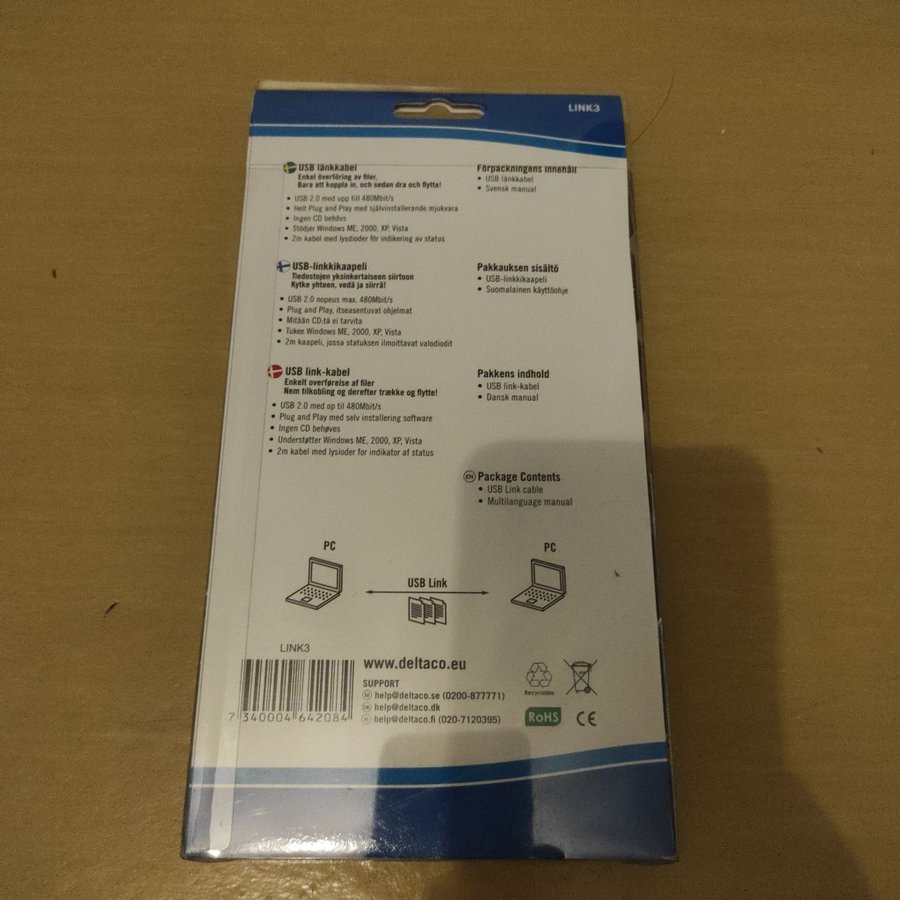 LINK3
USB länkkabel
Enkel överföring av filer.
Bara att koppla in, och sedan dra och flytta!
• USB 2.0 med upp till 480Mbit/s
• Helt Plug and Play med självinstallerande mjukvara
• Ingen CD behövs
• Stödjer Windows ME, 2000, XP, Vista
• 2m kabel med lysdioder för indikering av status
Förpackningens innehåll
• USB länkkabel
• Svensk manual
USB-linkkikaapeli
Tiedostojen yksinkertaiseen siirtoon
Kytke yhteen, vedä ja siirrä!
• USB 2.0 nopeus max. 480Mbit/s
• Plug and Play, itseasentuvat ohjelmat
• Mitään CD:tä ei tarvita
• Tukee Windows ME, 2000, XP, Vista
• 2m kaapeli, jossa statuksen ilmoittavat valodiodit
Pakkauksen sisältö
• USB-linkkikaapeli
• Suomalainen käyttöohje
USB link-kabel
Enkelt overførelse af filer
Nem tilkobling og derefter trække og flytte!
• USB 2.0 med op til 480Mbit/s
• Plug and Play med selv installering software
• Ingen CD behøves
• Understøtter Windows ME, 2000, XP, Vista
• 2m kabel med lysioder for indikator af status
Pakkens indhold
• USB link-kabel
• Dansk manual
EN Package Contents
• USB Link cable
• Multilanguage manual
PC
PC
USB Link
LINK3
7 340004 642084
www.deltaco.eu
SUPPORT
SE help@deltaco.se (0200-877771)
help@deltaco.dk
FI help@deltaco.fi (020-7120395)
Recyclable
RoHS
CE